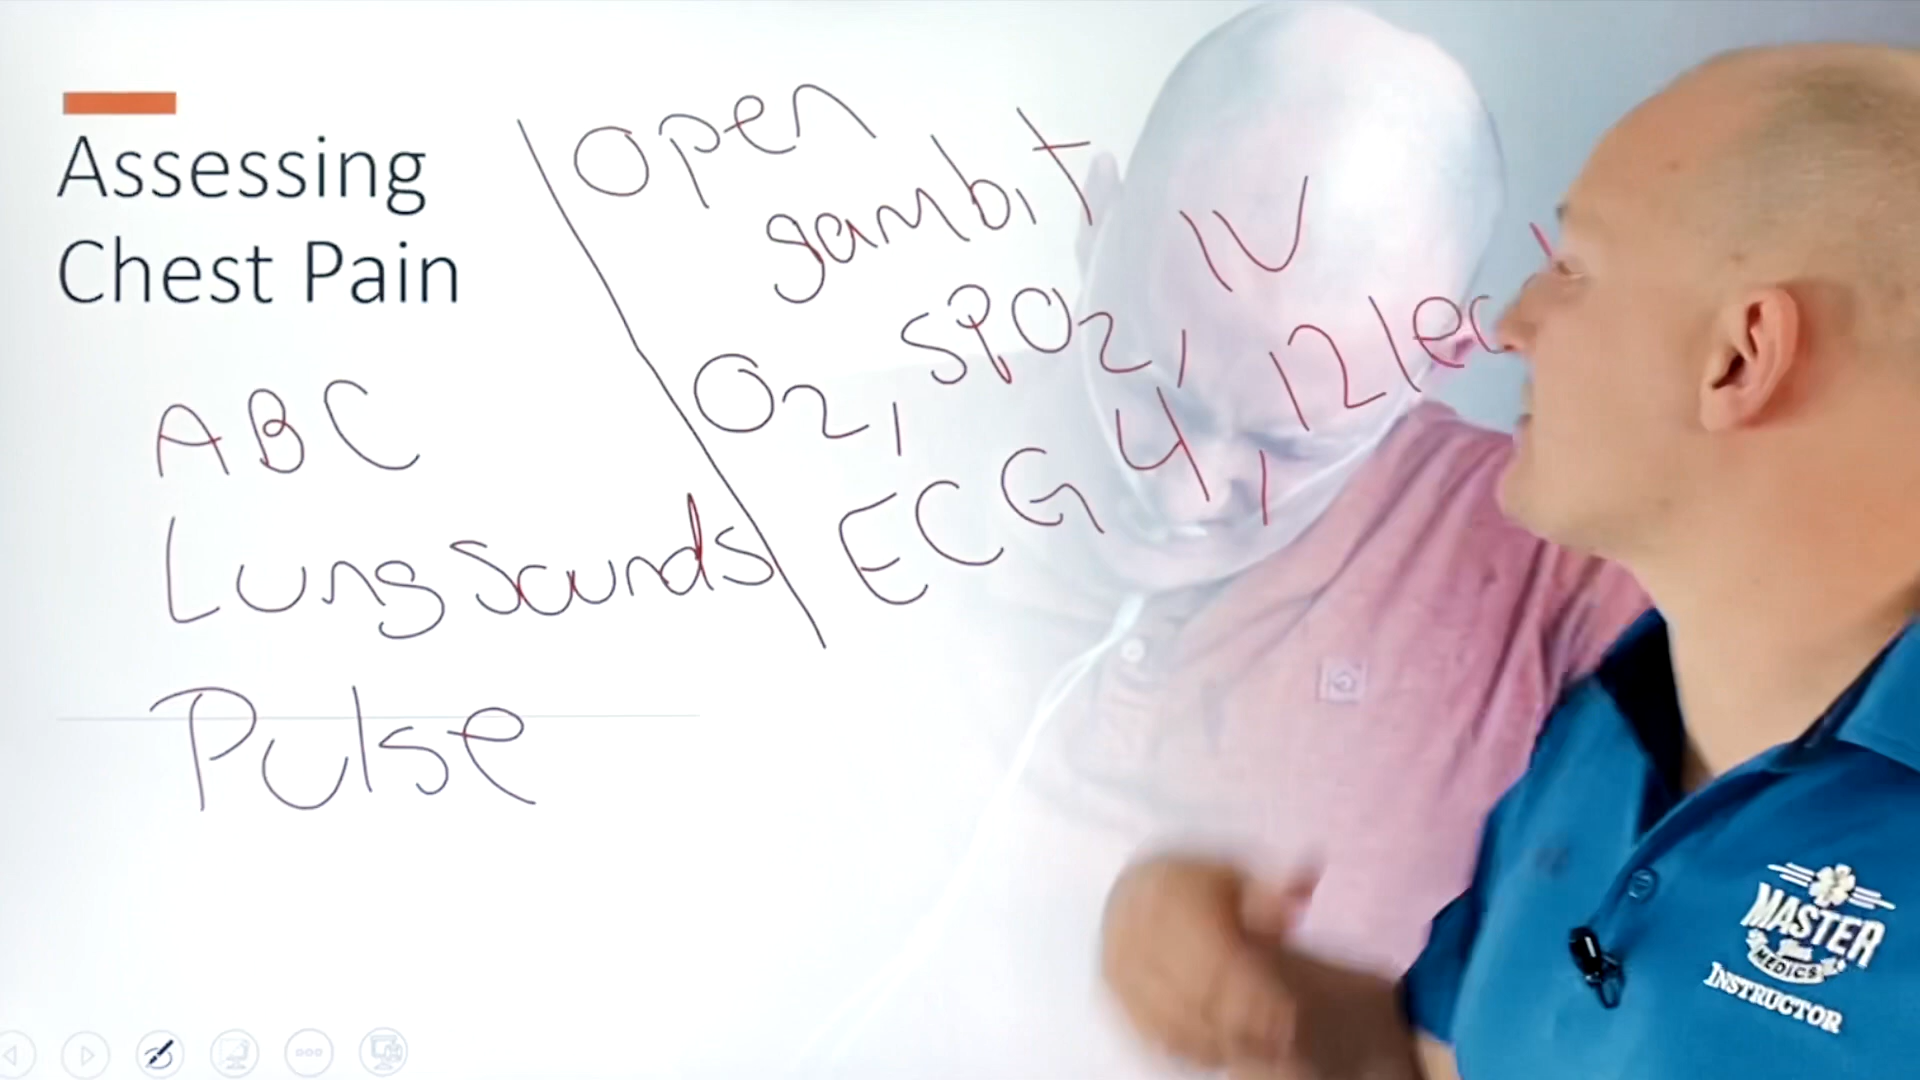 Assessing
Chest Pain
ABC
Lung Sounds
Pulse
Open
gambit
O2, SPO2, IV
ECG 4, 12 lead
MASTER
MEDICS
INSTRUCTOR